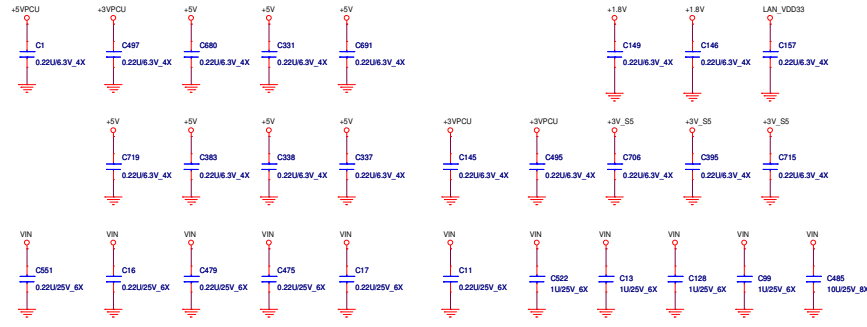 +5VPCU +3VPCU +5V +5V +5V +1.8V +1.8V LAN_VDD33
C1 C497 C680 C331 C691 C149 C146 C157
0.22U/6.3V_4X 0.22U/6.3V_4X 0.22U/6.3V_4X 0.22U/6.3V_4X 0.22U/6.3V_4X 0.22U/6.3V_4X 0.22U/6.3V_4X 0.22U/6.3V_4X
+5V +5V +5V +5V +3VPCU +3VPCU +3V_S5 +3V_S5 +3V_S5
C719 C383 C338 C337 C145 C495 C706 C395 C715
0.22U/6.3V_4X 0.22U/6.3V_4X 0.22U/6.3V_4X 0.22U/6.3V_4X 0.22U/6.3V_4X 0.22U/6.3V_4X 0.22U/6.3V_4X 0.22U/6.3V_4X 0.22U/6.3V_4X
VIN VIN VIN VIN VIN VIN VIN VIN VIN VIN VIN
C551 C16 C479 C475 C17 C11 C522 C13 C128 C99 C485
0.22U/25V_6X 0.22U/25V_6X 0.22U/25V_6X 0.22U/25V_6X 0.22U/25V_6X 0.22U/25V_6X 1U/25V_6X 1U/25V_6X 1U/25V_6X 1U/25V_6X 10U/25V_8X